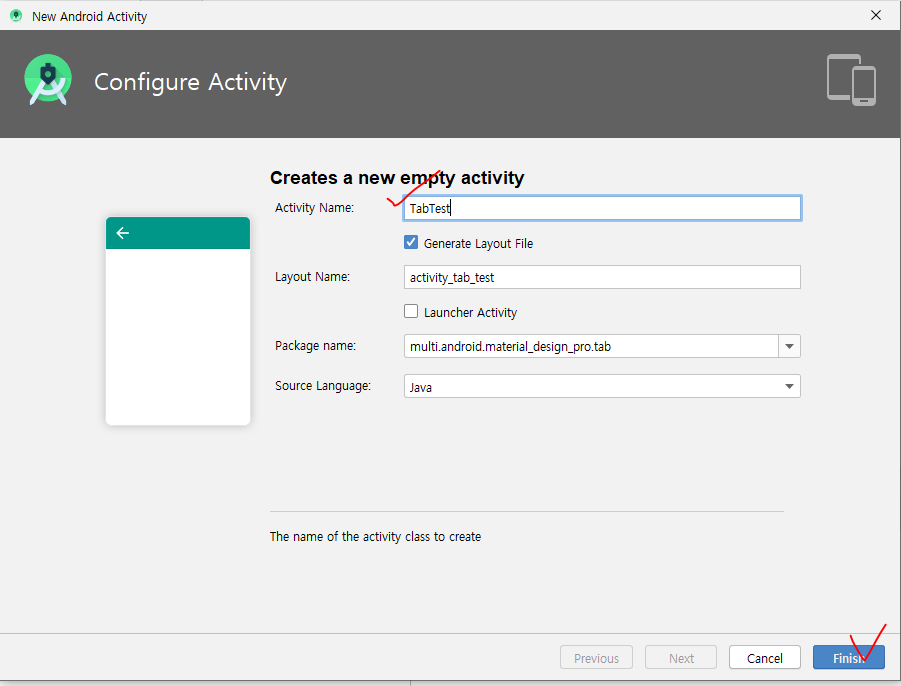 New Android Activity
Configure Activity
Creates a new empty activity
Activity Name:
TabTest
Generate Layout File
Layout Name:
activity_tab_test
Launcher Activity
Package name:
multi.android.material_design_pro.tab
Source Language:
Java
The name of the activity class to create
Previous
Next
Cancel
Finish